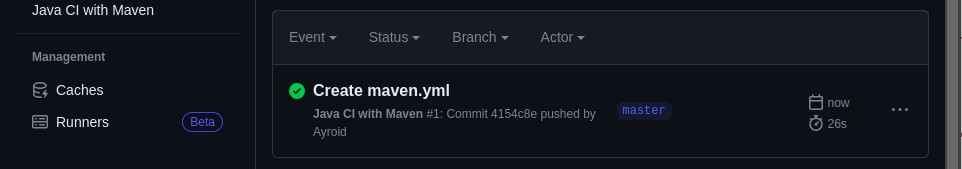 Java CI with Maven
Management
Caches
Runners Beta
Event Status Branch Actor
Create maven.yml
Java CI with Maven #1: Commit 4154c8e pushed by
Ayroid
master
now
26s